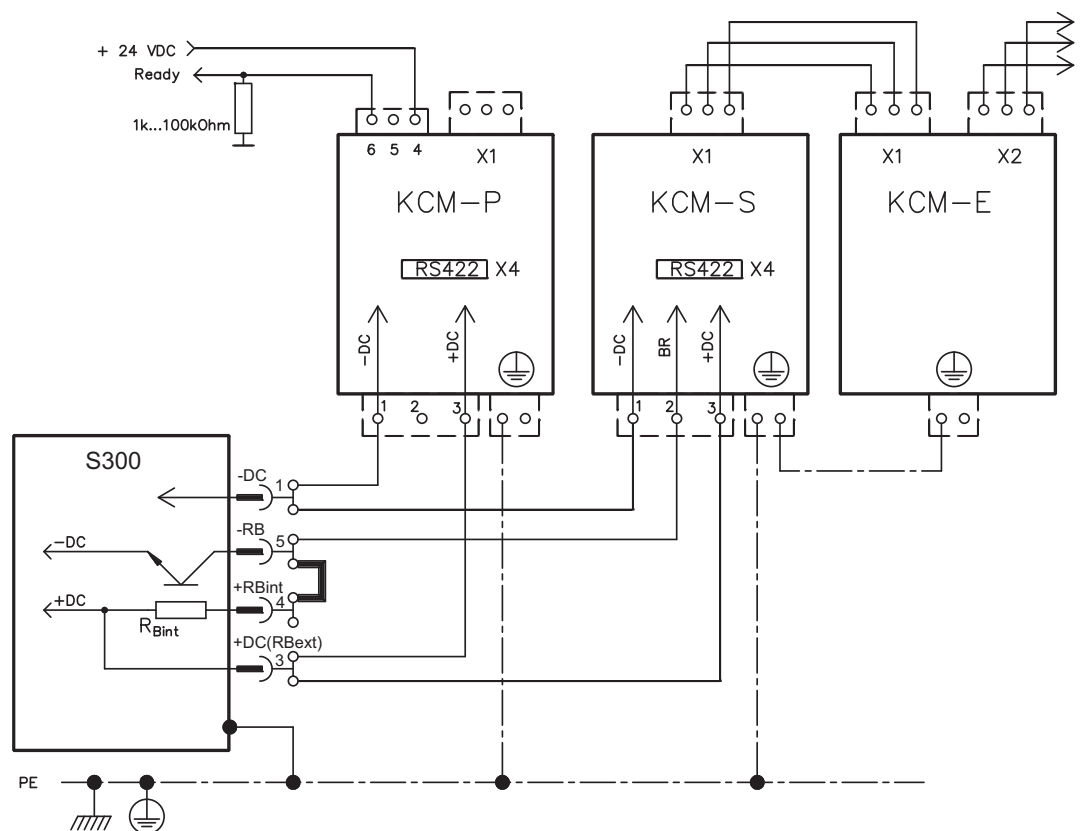 + 24 VDC
Ready
1k...100kOhm
6 5 4
X1
KCM-P
RS422 X4
-DC
+DC
1 2 3
X1
KCM-S
RS422 X4
-DC
BR
+DC
1 2 3
X1 X2
KCM-E
S300
-DC
1
-RB
5
-DC
+RBint
4
+DC
RBint
+DC(RBext)
3
PE